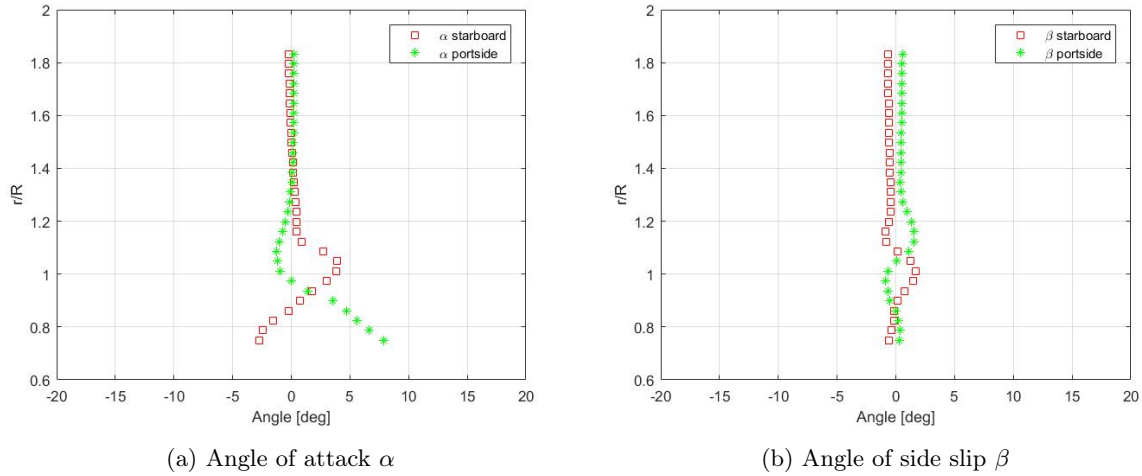 2
1.8
1.6
1.4
1.2
1
0.8
0.6
r/R
-20 -15 -10 -5 0 5 10 15 20
Angle [deg]
α starboard
α portside
(a) Angle of attack α
2
1.8
1.6
1.4
1.2
1
0.8
0.6
r/R
-20 -15 -10 -5 0 5 10 15 20
Angle [deg]
β starboard
β portside
(b) Angle of side slip β